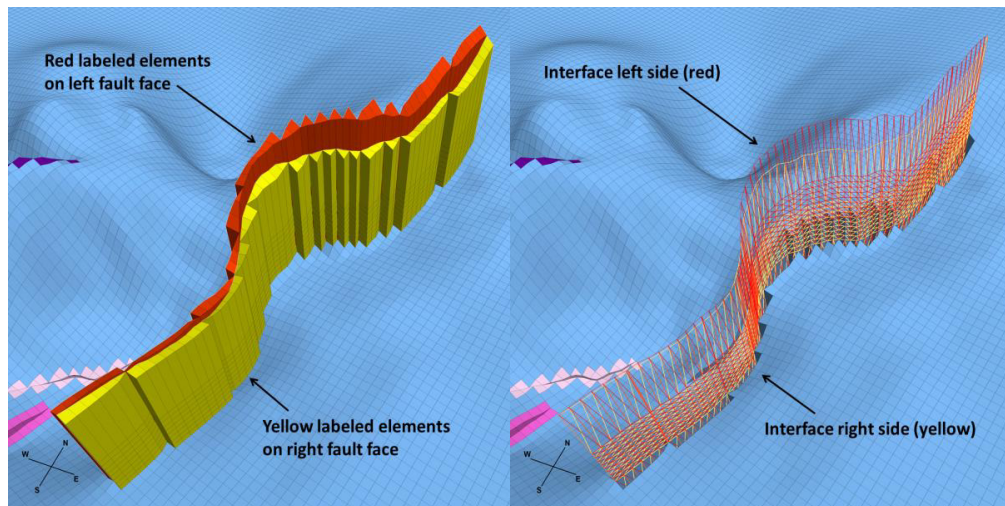 Red labeled elements
on left fault face
Yellow labeled elements
on right fault face
N
W
E
S
Interface left side (red)
Interface right side (yellow)
N
W
E
S